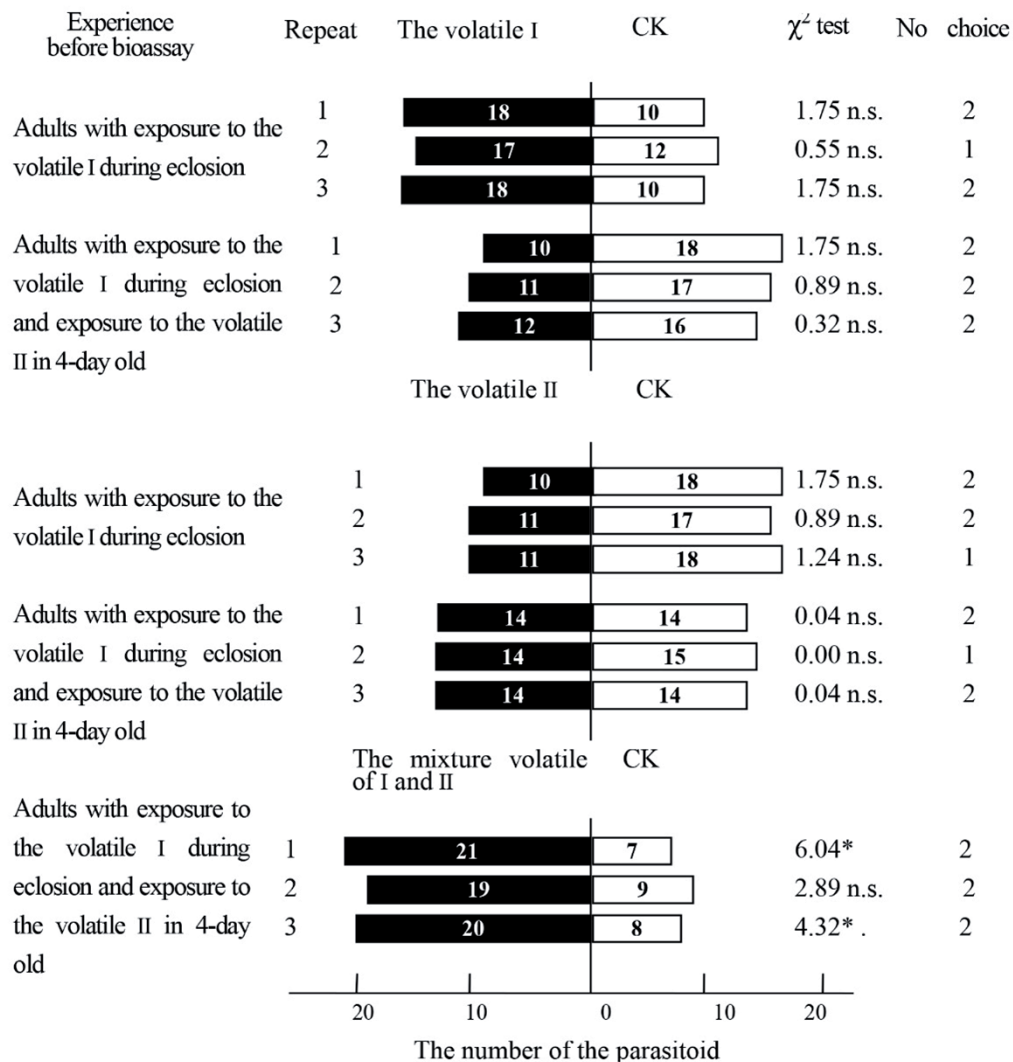 Experience before bioassay Repeat The volatile I CK χ² test No choice
Adults with exposure to the volatile I during eclosion
1 18 10 1.75 n.s. 2
2 17 12 0.55 n.s. 1
3 18 10 1.75 n.s. 2
Adults with exposure to the volatile I during eclosion and exposure to the volatile II in 4-day old
1 10 18 1.75 n.s. 2
2 11 17 0.89 n.s. 2
3 12 16 0.32 n.s. 2
The volatile II CK
Adults with exposure to the volatile I during eclosion
1 10 18 1.75 n.s. 2
2 11 17 0.89 n.s. 2
3 11 18 1.24 n.s. 1
Adults with exposure to the volatile I during eclosion and exposure to the volatile II in 4-day old
1 14 14 0.04 n.s. 2
2 14 15 0.00 n.s. 1
3 14 14 0.04 n.s. 2
The mixture volatile of I and II CK
Adults with exposure to the volatile I during eclosion and exposure to the volatile II in 4-day old
1 21 7 6.04* 2
2 19 9 2.89 n.s. 2
3 20 8 4.32* . 2
20 10 0 10 20
The number of the parasitoid